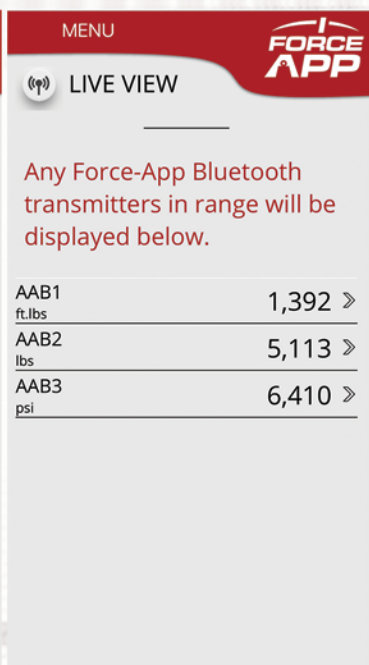 MENU
FORCE
APP
LIVE VIEW
Any Force-App Bluetooth
transmitters in range will be
displayed below.
AAB1
ft.lbs
1,392
AAB2
lbs
5,113
AAB3
psi
6,410